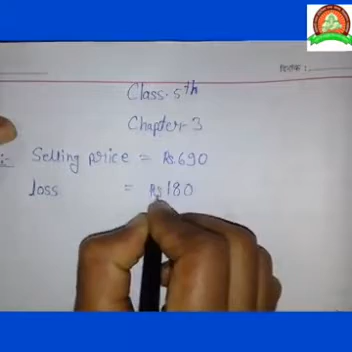 Class-5th
Chapter-3
Selling price = Rs.690
loss = Rs 180